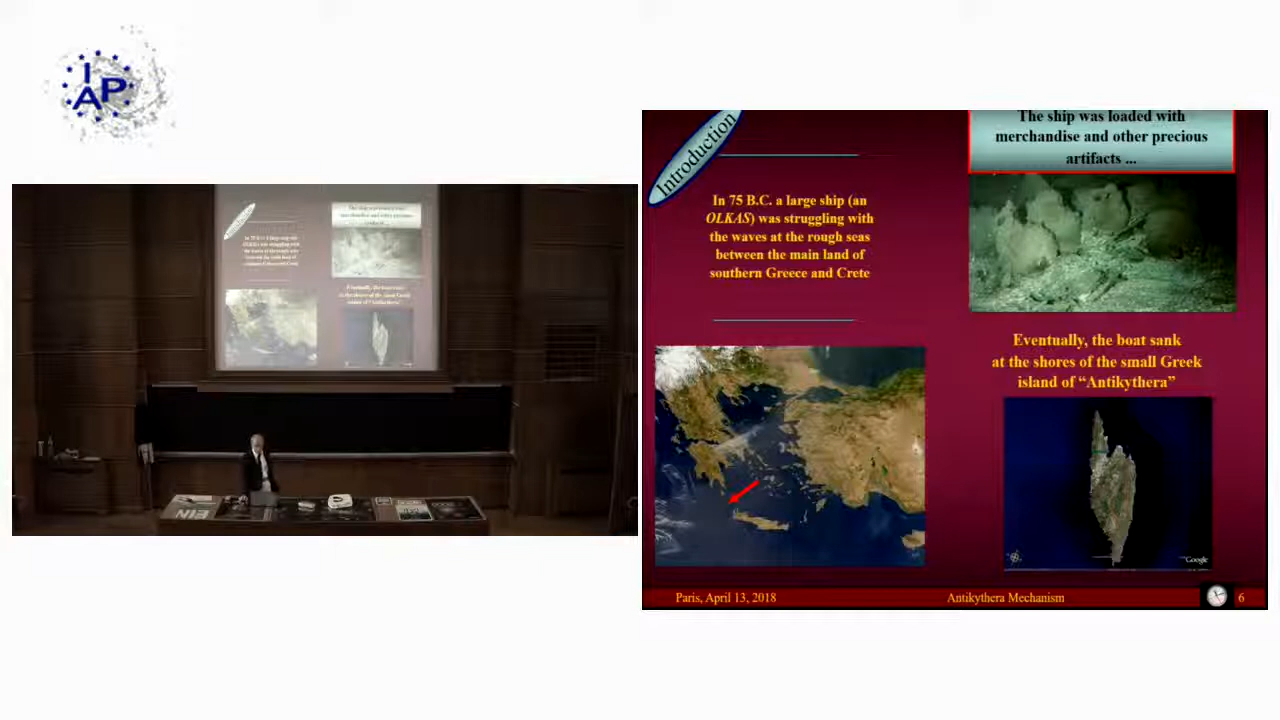 I
A P
Introduction
In 75 B.C. a large ship (an
OLKAS) was struggling with
the waves at the rough seas
between the main land of
southern Greece and Crete
The ship was loaded with
merchandise and other precious
artifacts ...
Eventually, the boat sank
at the shores of the small Greek
island of “Antikythera”
Google
Paris, April 13, 2018
Antikythera Mechanism
6